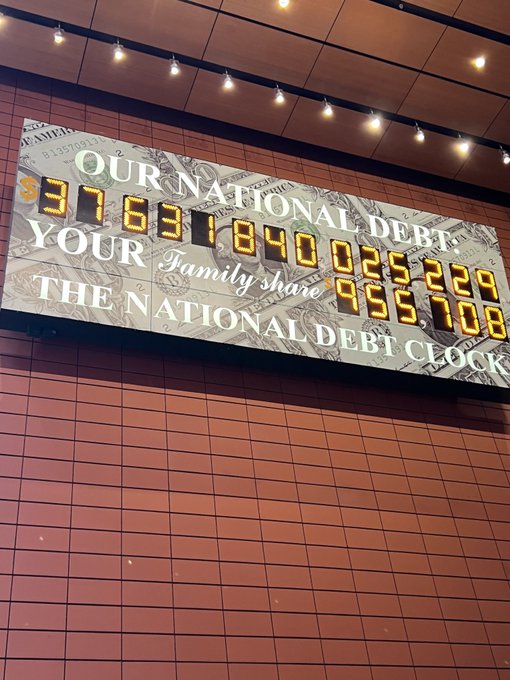 OUR NATIONAL DEBT:
$37,631,840,025,229
YOUR Family share $955,708
THE NATIONAL DEBT CLOCK